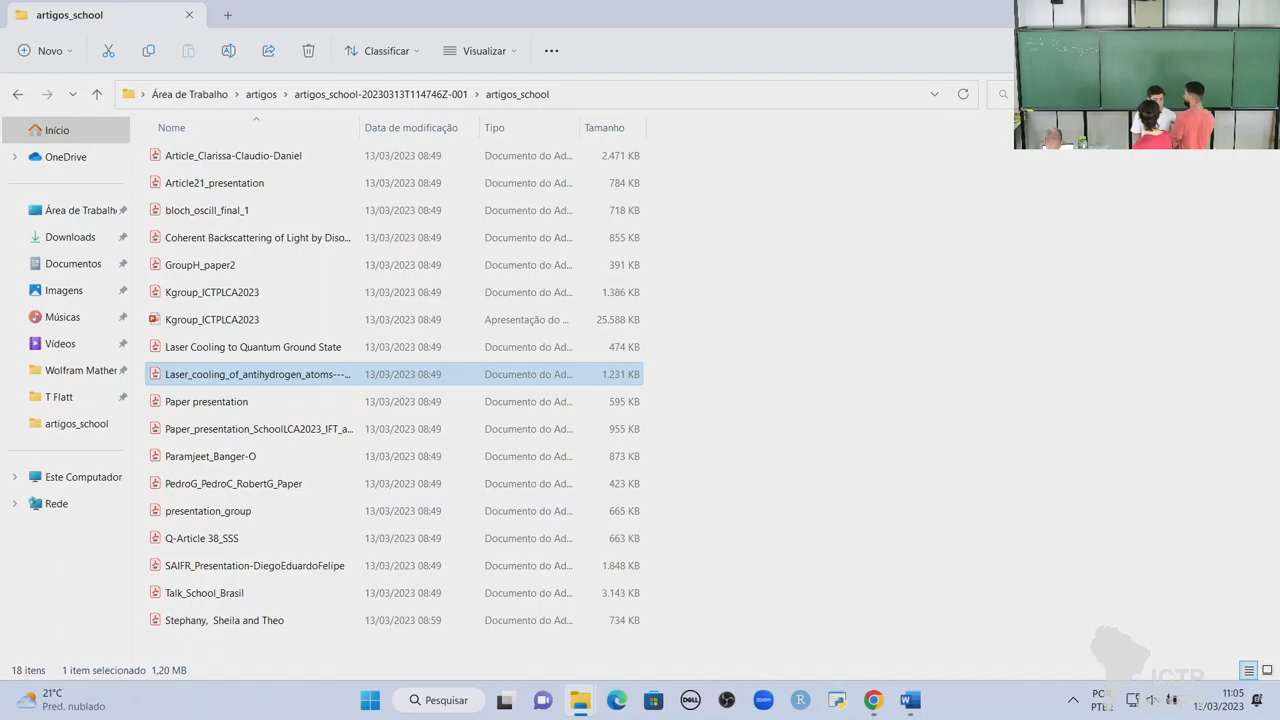 artigos_school
Novo
Classificar
Visualizar
Área de Trabalho > artigos > artigos_school-20230313T114746Z-001 > artigos_school
Início
OneDrive
Área de Trabalh
Downloads
Documentos
Imagens
Músicas
Vídeos
Wolfram Mather
T Flatt
artigos_school
Este Computador
Rede
Nome Data de modificação Tipo Tamanho
Article_Clarissa-Claudio-Daniel 13/03/2023 08:49 Documento do Ad... 2.471 KB
Article21_presentation 13/03/2023 08:49 Documento do Ad... 784 KB
bloch_oscill_final_1 13/03/2023 08:49 Documento do Ad... 718 KB
Coherent Backscattering of Light by Diso... 13/03/2023 08:49 Documento do Ad... 855 KB
GroupH_paper2 13/03/2023 08:49 Documento do Ad... 391 KB
Kgroup_ICTPLCA2023 13/03/2023 08:49 Documento do Ad... 1.386 KB
Kgroup_ICTPLCA2023 13/03/2023 08:49 Apresentação do ... 25.588 KB
Laser Cooling to Quantum Ground State 13/03/2023 08:49 Documento do Ad... 474 KB
Laser_cooling_of_antihydrogen_atoms---... 13/03/2023 08:49 Documento do Ad... 1.231 KB
Paper presentation 13/03/2023 08:49 Documento do Ad... 595 KB
Paper_presentation_SchoolLCA2023_IFT_a... 13/03/2023 08:49 Documento do Ad... 955 KB
Paramjeet_Banger-O 13/03/2023 08:49 Documento do Ad... 873 KB
PedroG_PedroC_RobertG_Paper 13/03/2023 08:49 Documento do Ad... 423 KB
presentation_group 13/03/2023 08:49 Documento do Ad... 665 KB
Q-Article 38_SSS 13/03/2023 08:49 Documento do Ad... 663 KB
SAIFR_Presentation-DiegoEduardoFelipe 13/03/2023 08:49 Documento do Ad... 1.848 KB
Talk_School_Brasil 13/03/2023 08:49 Documento do Ad... 3.143 KB
Stephany, Sheila and Theo 13/03/2023 08:59 Documento do Ad... 734 KB
18 itens 1 item selecionado 1,20 MB
ICTP
21°C
Pred. nublado
Pesquisar
DELL
zoom
R
POR
PTB2
11:05
15/03/2023